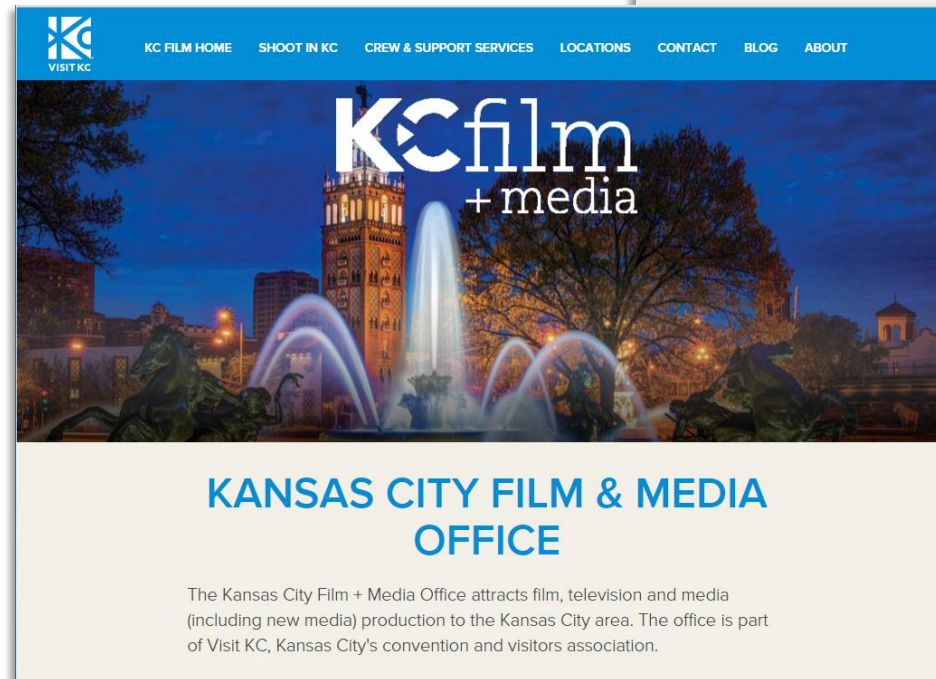 KC
VISIT KC
KC FILM HOME SHOOT IN KC CREW & SUPPORT SERVICES LOCATIONS CONTACT BLOG ABOUT
KCfilm
+ media
KANSAS CITY FILM & MEDIA
OFFICE
The Kansas City Film + Media Office attracts film, television and media
(including new media) production to the Kansas City area. The office is part
of Visit KC, Kansas City's convention and visitors association.